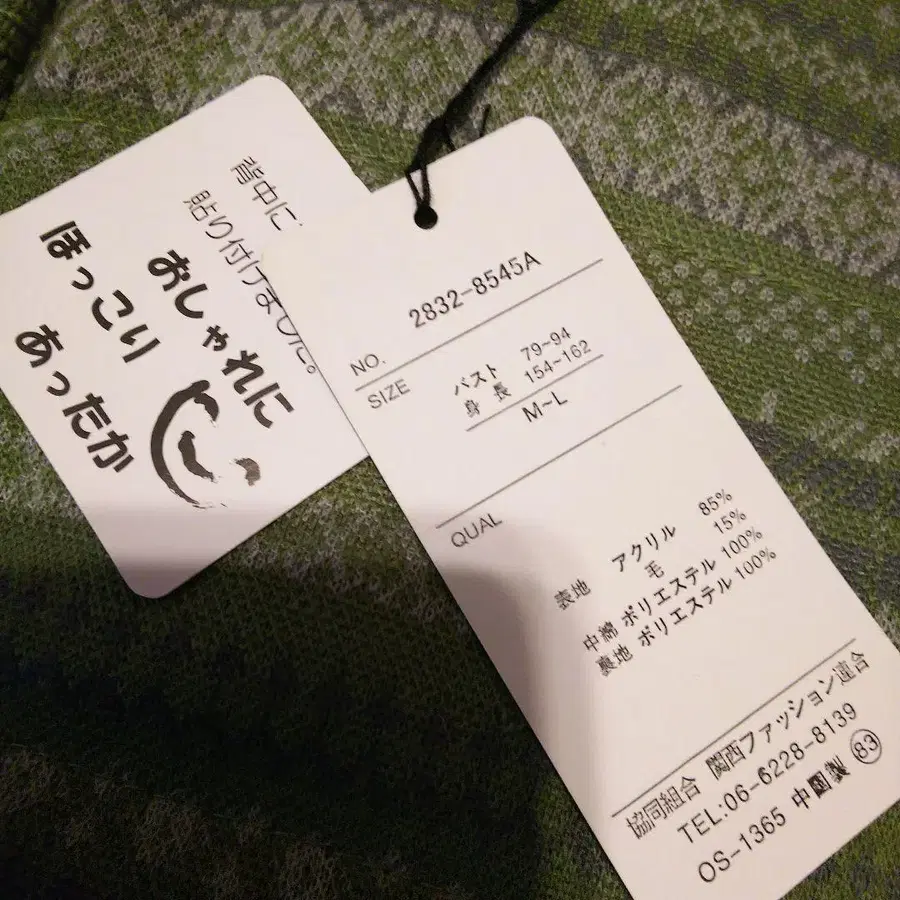 背中に、
貼り付けました。
おしゃれに
ほっこり
あったか
NO. 2832-8545A
SIZE バスト 79~94
身長 154~162
M~L
QUAL
表地 アクリル 85%
毛 15%
中綿 ポリエステル 100%
裏地 ポリエステル 100%
協同組合 関西ファッション連合
TEL:06-6228-8139
OS-1365 中国製 83